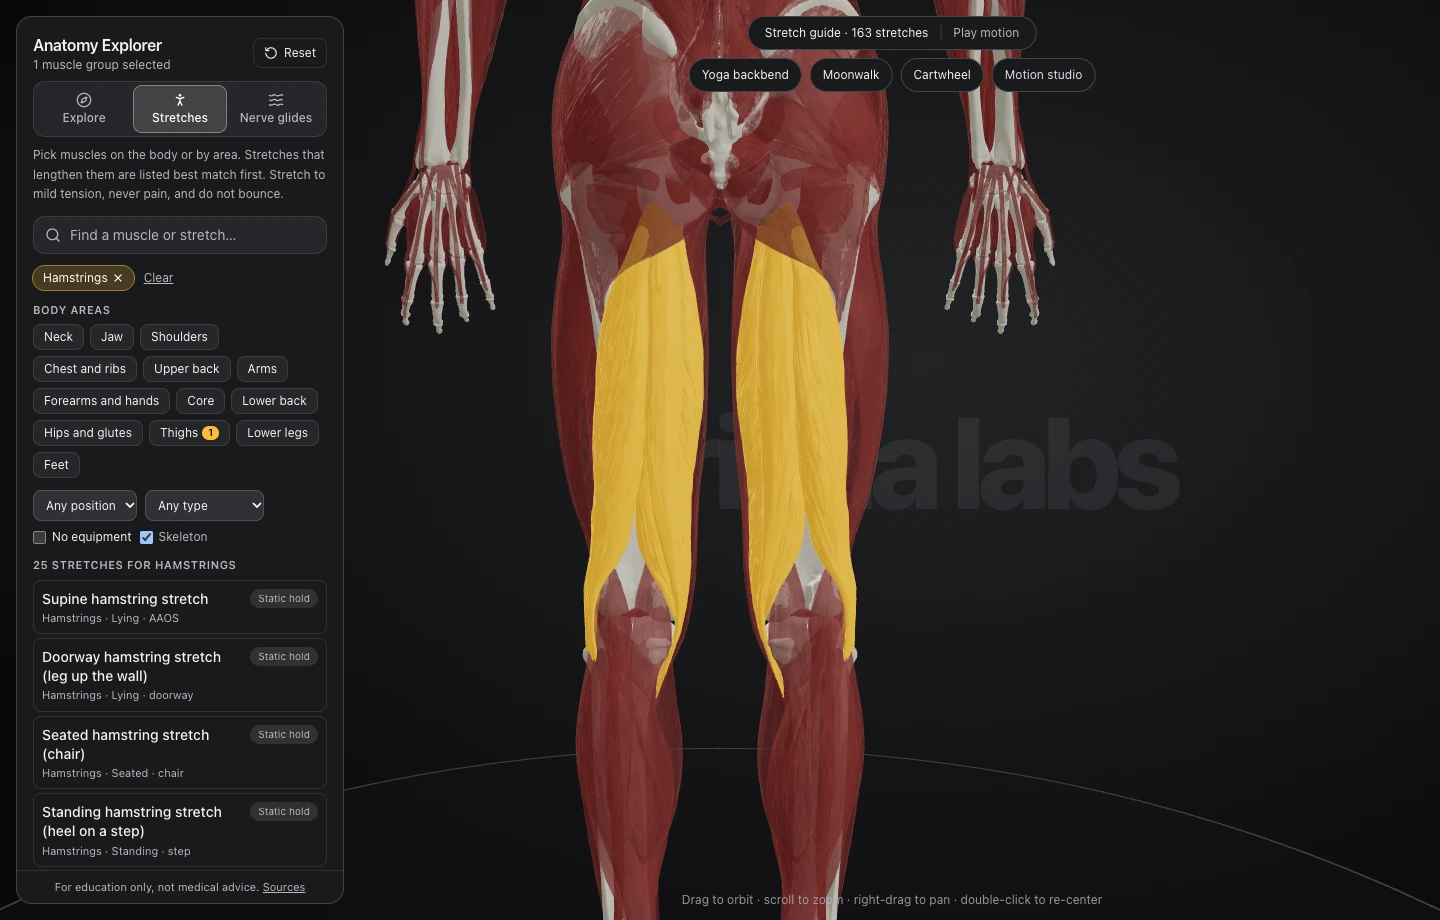 Anatomy Explorer
1 muscle group selected
Reset
Explore
Stretches
Nerve glides
Pick muscles on the body or by area. Stretches that
lengthen them are listed best match first. Stretch to
mild tension, never pain, and do not bounce.
Find a muscle or stretch...
Hamstrings ×
Clear
BODY AREAS
Neck
Jaw
Shoulders
Chest and ribs
Upper back
Arms
Forearms and hands
Core
Lower back
Hips and glutes
Thighs 1
Lower legs
Feet
Any position
Any type
No equipment
Skeleton
25 STRETCHES FOR HAMSTRINGS
Supine hamstring stretch
Static hold
Hamstrings · Lying · AAOS
Doorway hamstring stretch
(leg up the wall)
Static hold
Hamstrings · Lying · doorway
Seated hamstring stretch
(chair)
Static hold
Hamstrings · Seated · chair
Standing hamstring stretch
(heel on a step)
Static hold
Hamstrings · Standing · step
For education only, not medical advice. Sources
Stretch guide · 163 stretches
Play motion
Yoga backbend
Moonwalk
Cartwheel
Motion studio
labs
Drag to orbit · scroll to zoom · right-drag to pan · double-click to re-center